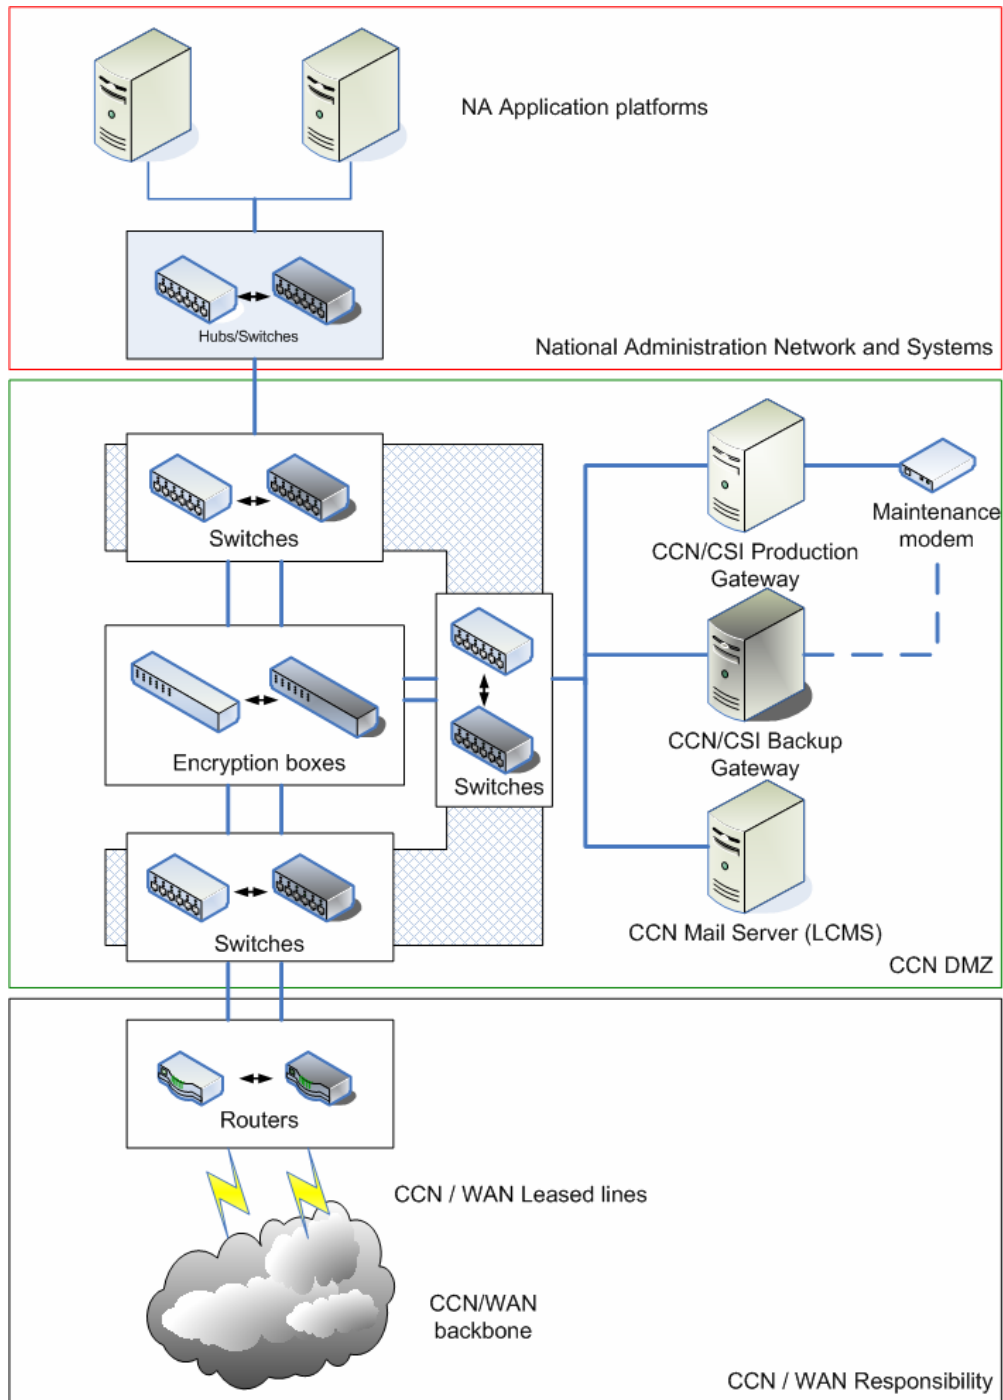 NA Application platforms
Hubs/Switches
National Administration Network and Systems
Switches
CCN/CSI Production
Gateway
Maintenance
modem
Encryption boxes
Switches
CCN/CSI Backup
Gateway
Switches
CCN Mail Server (LCMS)
CCN DMZ
Routers
CCN / WAN Leased lines
CCN/WAN
backbone
CCN / WAN Responsibility